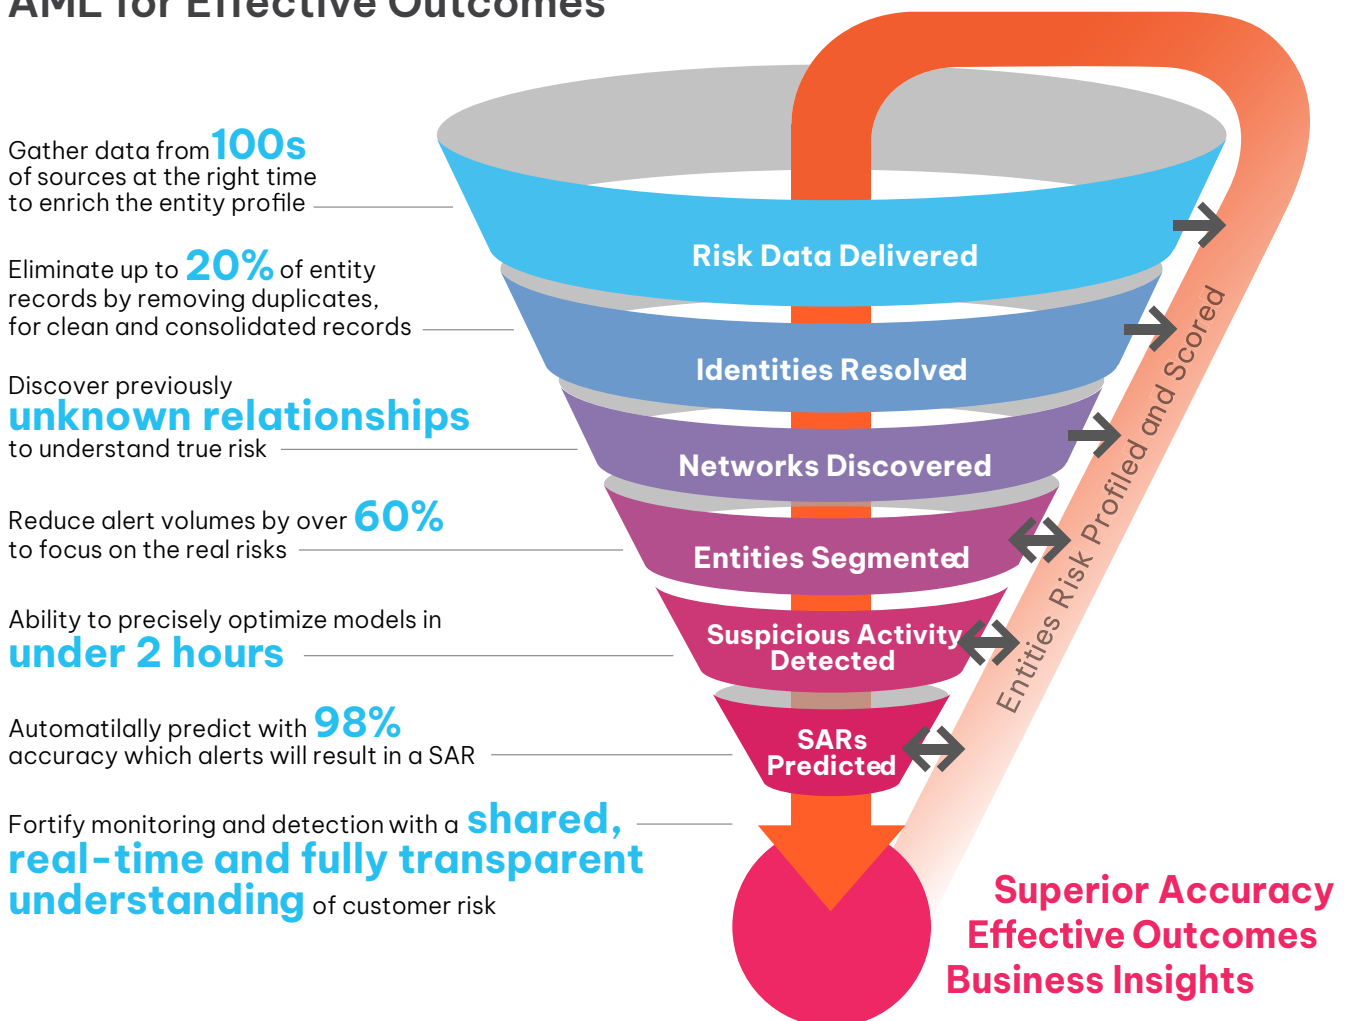 AML for Effective Outcomes
Gather data from 100s
of sources at the right time
to enrich the entity profile
Eliminate up to 20% of entity
records by removing duplicates,
for clean and consolidated records
Discover previously
unknown relationships
to understand true risk
Reduce alert volumes by over 60%
to focus on the real risks
Ability to precisely optimize models in
under 2 hours
Automatilally predict with 98%
accuracy which alerts will result in a SAR
Fortify monitoring and detection with a shared,
real-time and fully transparent
understanding of customer risk
Risk Data Delivered
Identities Resolved
Networks Discovered
Entities Segmented
Suspicious Activity
Detected
SARs
Predicted
Entities Risk Profiled and Scored
Superior Accuracy
Effective Outcomes
Business Insights